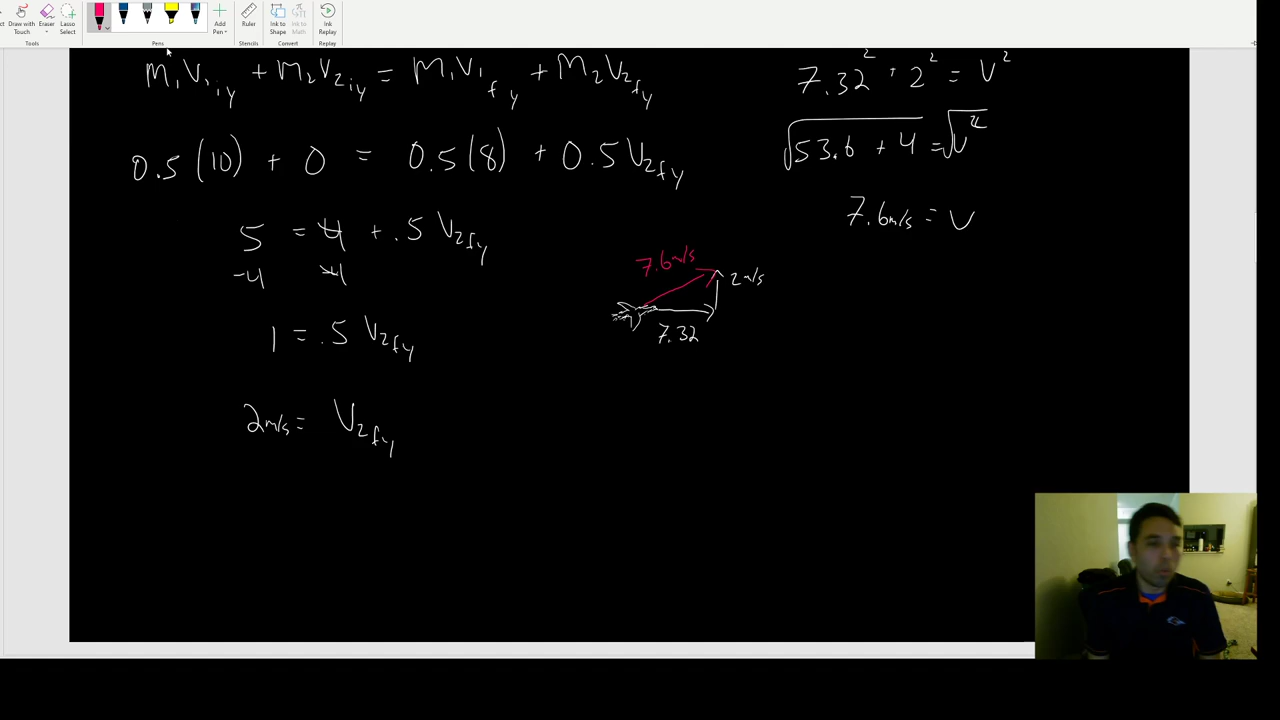 Draw with Touch
Eraser
Lasso Select
Add Pen
Ruler
Ink to Shape
Ink to Math
Ink Replay
Tools
Pens
Stencils
Convert
Replay
m₁V₁iy + m₂V₂iy = m₁V₁fy + m₂V₂fy
0.5(10) + 0 = 0.5(8) + 0.5V₂fy
5 = 4 + .5 V₂fy
-4 -4
1 = .5 V₂fy
2m/s = V₂fy
7.6m/s
2m/s
7.32
7.32² + 2² = V²
√53.6 + 4 = √V²
7.6m/s = V